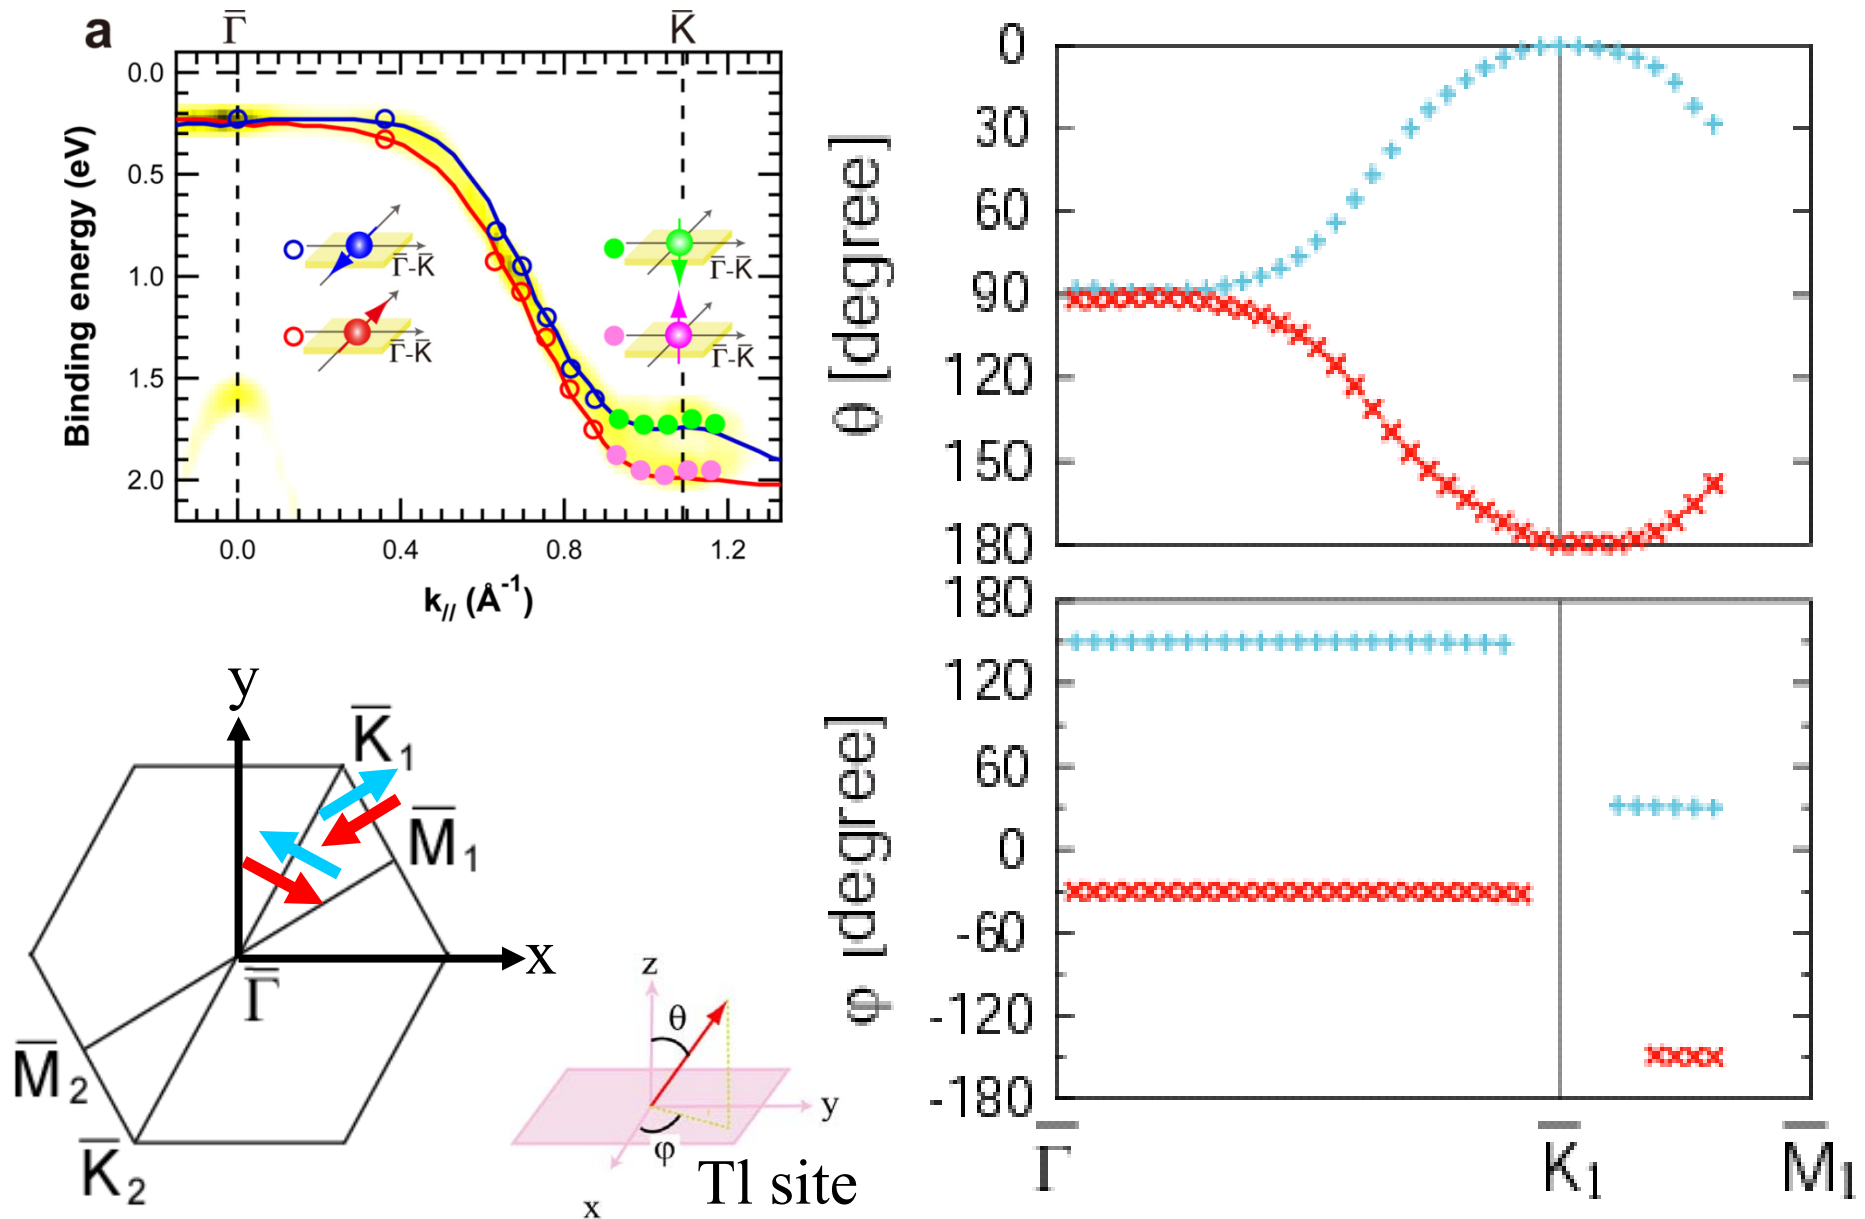 a
Γ̅ K̅
0.0
0.5
1.0
1.5
2.0
Binding energy (eV)
Γ̅-K̅
Γ̅-K̅
Γ̅-K̅
Γ̅-K̅
0.0 0.4 0.8 1.2
k// (Å⁻¹)
θ [degree]
0
30
60
90
120
150
180
φ [degree]
180
120
60
0
-60
-120
-180
Γ̅ K̅₁ M̅₁
y
K̅₁
M̅₁
x
Γ̅
M̅₂
K̅₂
z
θ
y
φ
x
Tl site